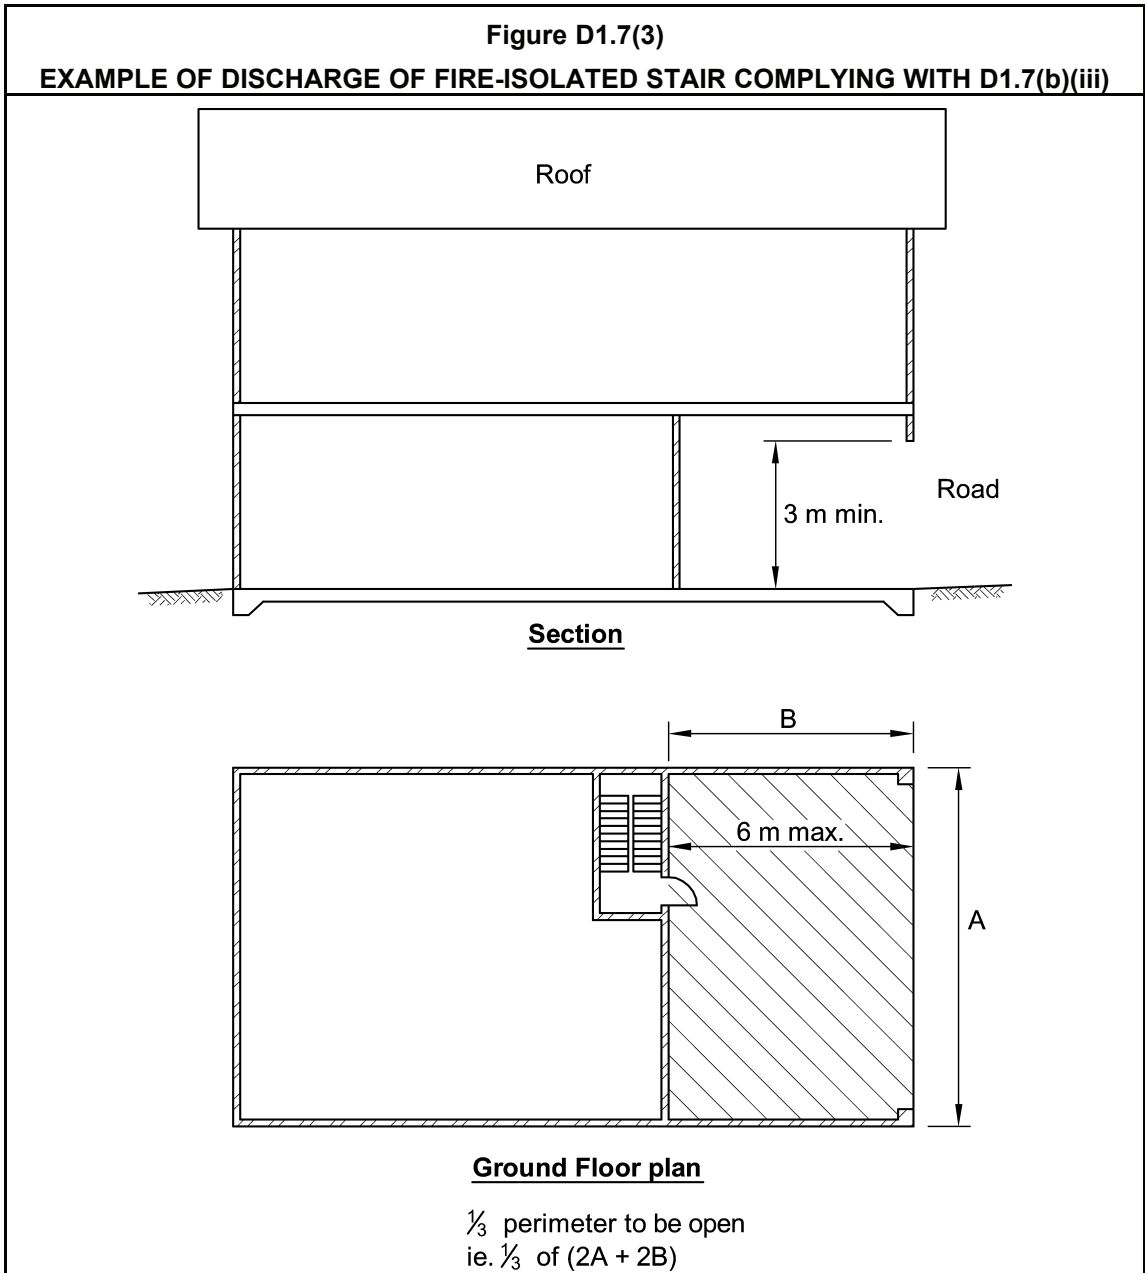 Figure D1.7(3)
EXAMPLE OF DISCHARGE OF FIRE-ISOLATED STAIR COMPLYING WITH D1.7(b)(iii)
Roof
Road
3 m min.
Section
B
6 m max.
A
Ground Floor plan
⅓ perimeter to be open
ie. ⅓ of (2A + 2B)